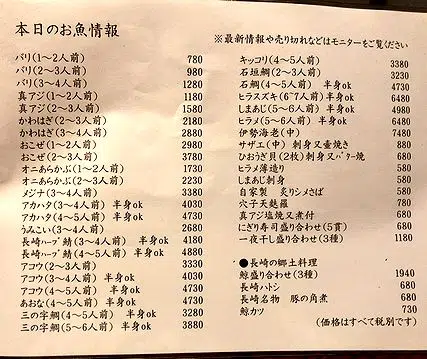 本日のお魚情報
※最新情報や売り切れなどはモニターをご覧ください
バリ(1~2人前) 780
バリ(2~3人前) 980
バリ(3~4人前) 1280
真アジ(1~2人前) 1180
真アジ(2~3人前) 1580
かわはぎ(2~3人前) 2180
かわはぎ(3~4人前) 2880
おこぜ(1~2人前) 2980
おこぜ(2~3人前) 3780
オニあらかぶ(1~2人前) 1730
オニあらかぶ(2~3人前) 2230
メジナ(3~4人前) 3380
アカハタ(3~4人前) 半身ok 4030
アカハタ(4~5人前) 半身ok 4730
うみこい(3~4人前) 2680
長崎ハーブ鯖(3~4人前) 半身ok 4180
長崎ハーブ鯖(4~5人前) 半身ok 4880
アコウ(2~3人前) 3330
アコウ(3~4人前) 半身ok 4030
アコウ(4~5人前) 半身ok 4730
あおな(4~5人前) 半身ok 4730
三の字鯛(4~5人前) 半身ok 3280
三の字鯛(5~6人前) 半身ok 3880
キッコリ(4~5人前) 3380
石垣鯛(2~3人前) 3230
石鯛(4~5人前) 半身ok 4730
ヒラスズキ(6~7人前)半身ok 6480
しまあじ(5~6人前) 半身ok 4980
ヒラメ(5~6人前) 半身ok 6480
伊勢海老(中) 7480
サザエ(中) 刺身又壷焼き 880
ひおうぎ貝(2枚)刺身又バター焼 680
ヒラメ薄造り 580
しまあじ刺身 580
自家製 炙りシメさば 580
穴子天麩羅 780
真アジ塩焼又煮付 680
にぎり寿司盛り合わせ(5貫) 680
一夜干し盛り合わせ(3種) 1180
●長崎の郷土料理
鯨盛り合わせ(3種) 1940
長崎ハトシ 680
長崎名物 豚の角煮 680
鯨カツ 730
(価格はすべて税別です)